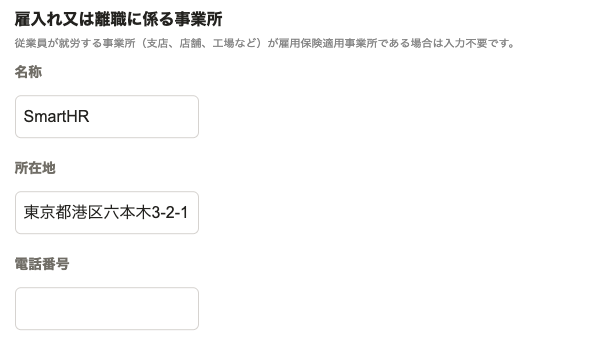 雇入れ又は離職に係る事業所
従業員が就労する事業所（支店、店舗、工場など）が雇用保険適用事業所である場合は入力不要です。
名称
SmartHR
所在地
東京都港区六本木3-2-1
電話番号